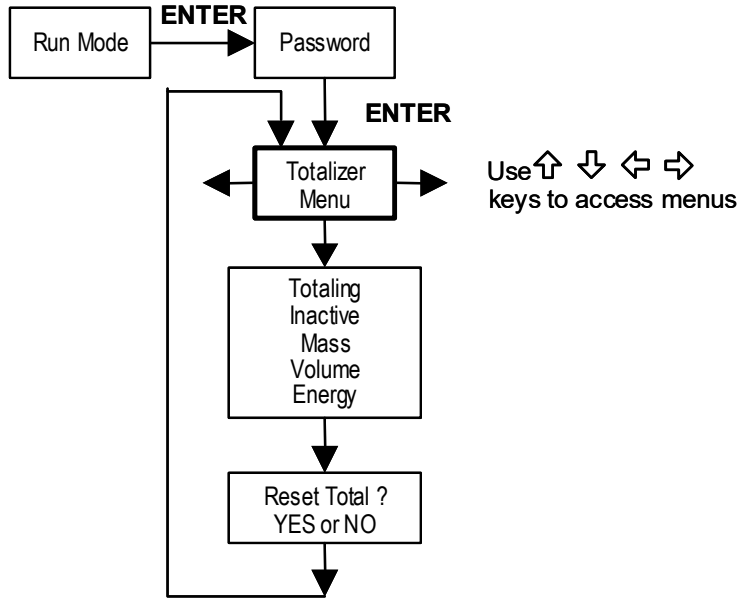 Run Mode
ENTER
Password
ENTER
Totalizer
Menu
Use ⇧ ⇩ ⇦ ⇨
keys to access menus
Totaling
Inactive
Mass
Volume
Energy
Reset Total ?
YES or NO